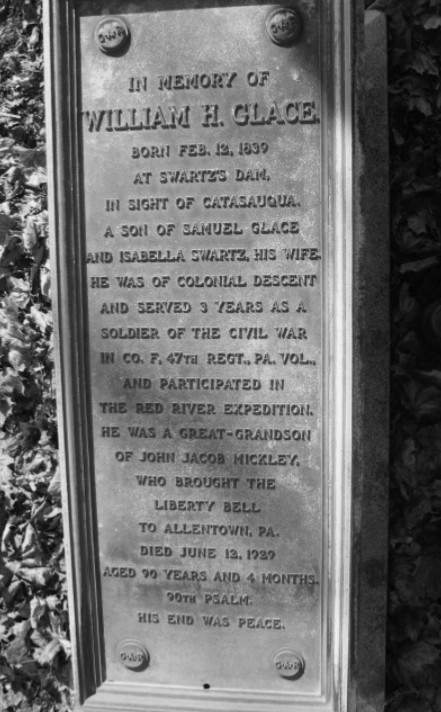 G·A·R G·A·R
IN MEMORY OF
WILLIAM H. GLACE.
BORN FEB. 12, 1839
AT SWARTZ'S DAM,
IN SIGHT OF CATASAUQUA.
A SON OF SAMUEL GLACE
AND ISABELLA SWARTZ, HIS WIFE.
HE WAS OF COLONIAL DESCENT
AND SERVED 3 YEARS AS A
SOLDIER OF THE CIVIL WAR
IN CO. F, 47TH REGT., PA. VOL.,
AND PARTICIPATED IN
THE RED RIVER EXPEDITION.
HE WAS A GREAT-GRANDSON
OF JOHN JACOB MICKLEY,
WHO BROUGHT THE
LIBERTY BELL
TO ALLENTOWN, PA.
DIED JUNE 12, 1929
AGED 90 YEARS AND 4 MONTHS.
90TH PSALM.
HIS END WAS PEACE.
G·A·R G·A·R